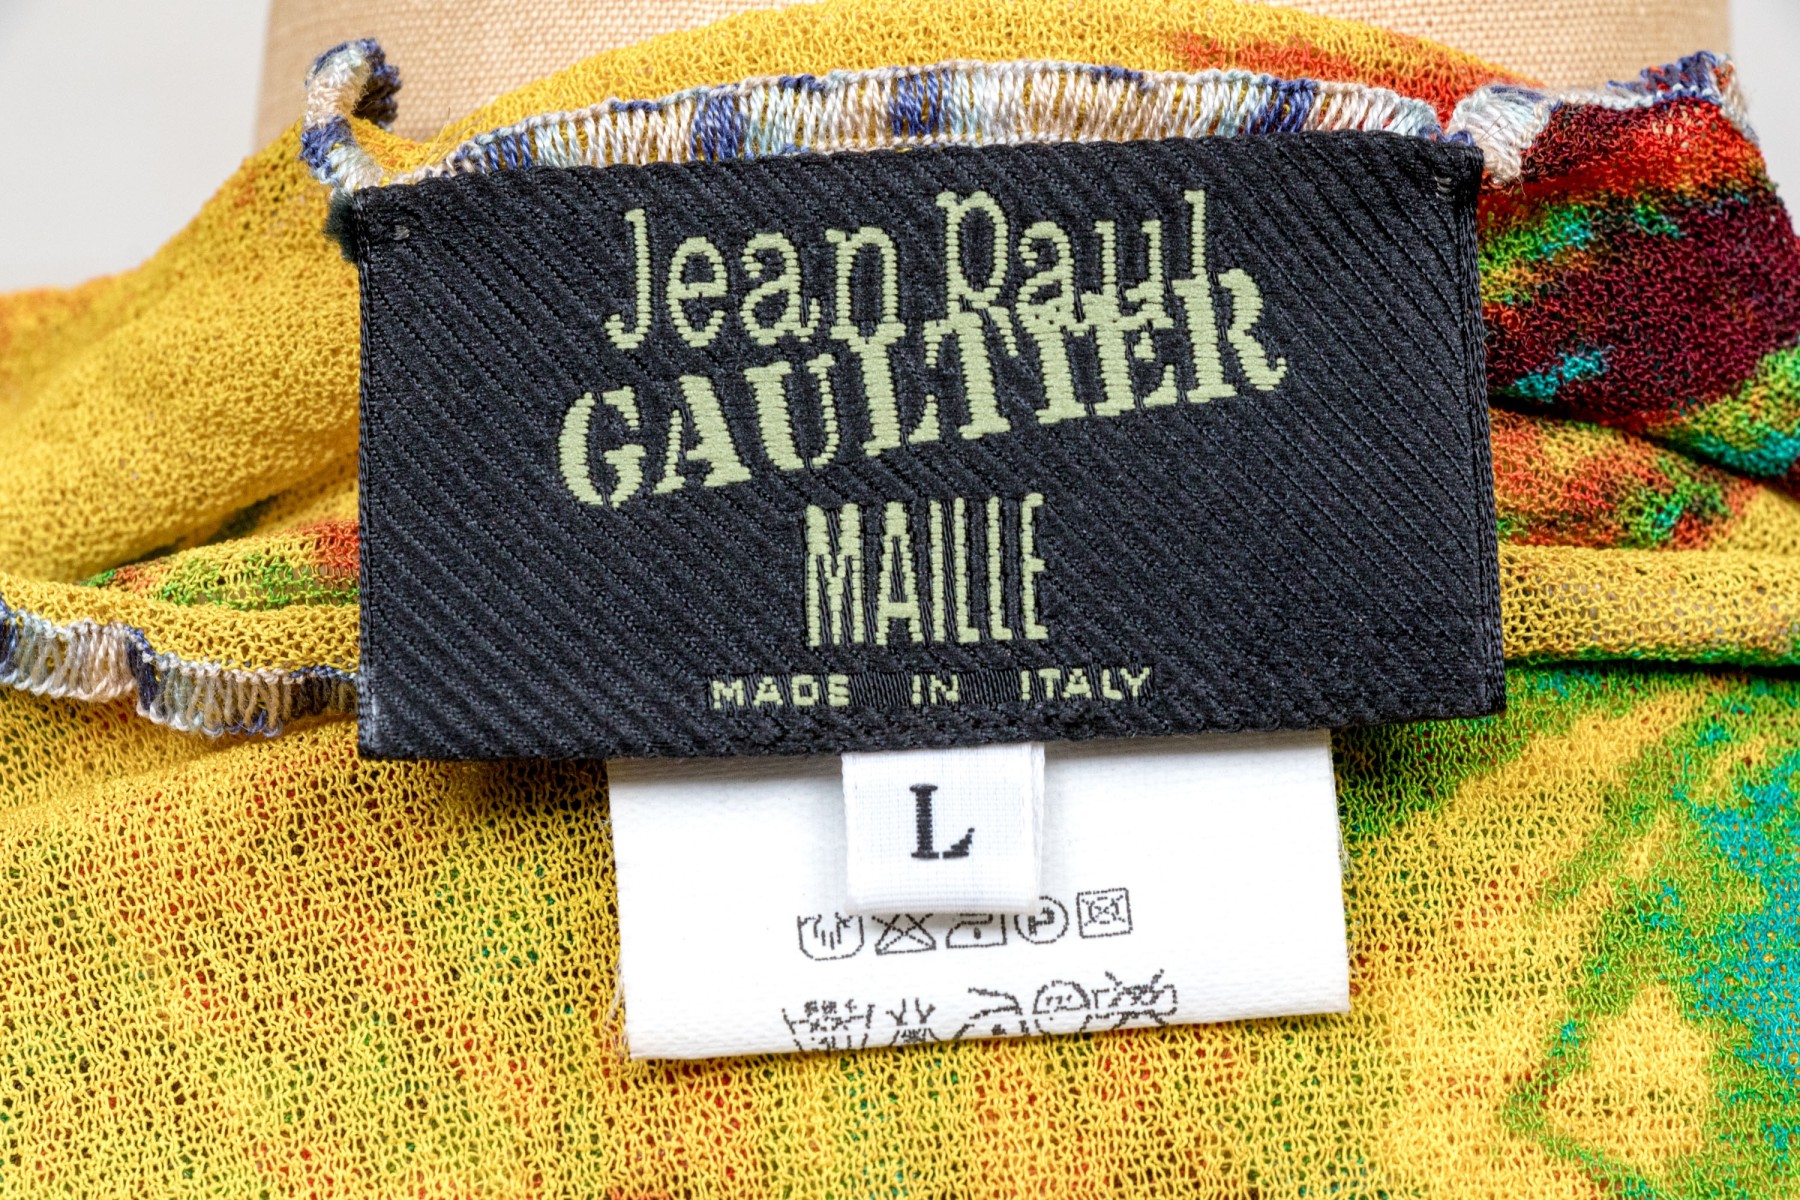 Jean Paul
GAULTIER
MAILLE
MADE IN ITALY
L